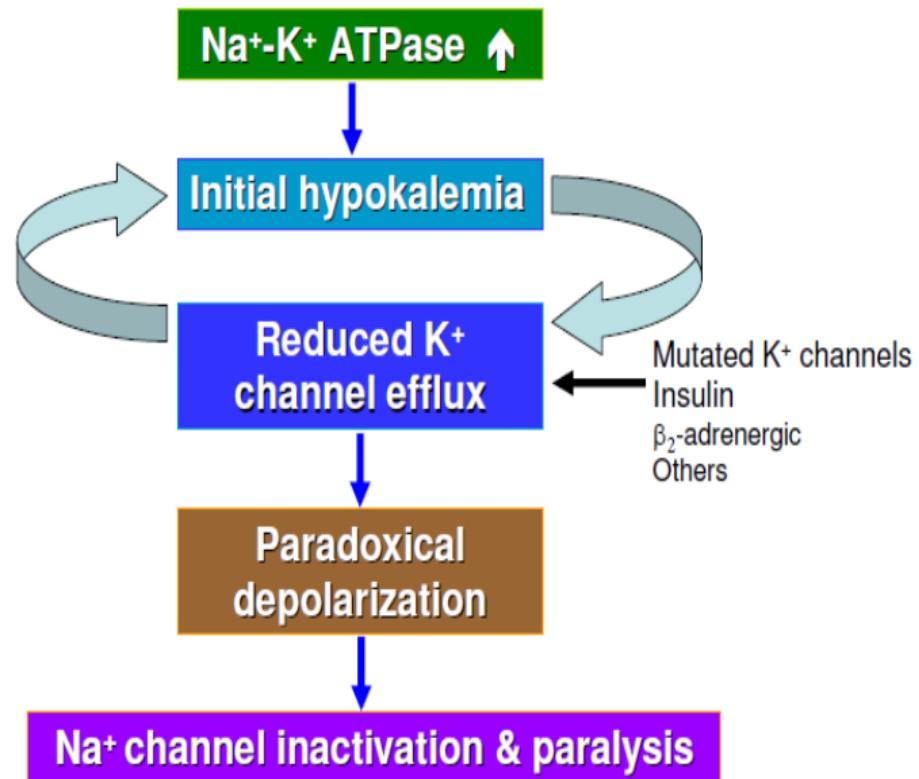 Na⁺-K⁺ ATPase ↑
Initial hypokalemia
Reduced K⁺
channel efflux
Mutated K⁺ channels
Insulin
β₂-adrenergic
Others
Paradoxical
depolarization
Na⁺ channel inactivation & paralysis